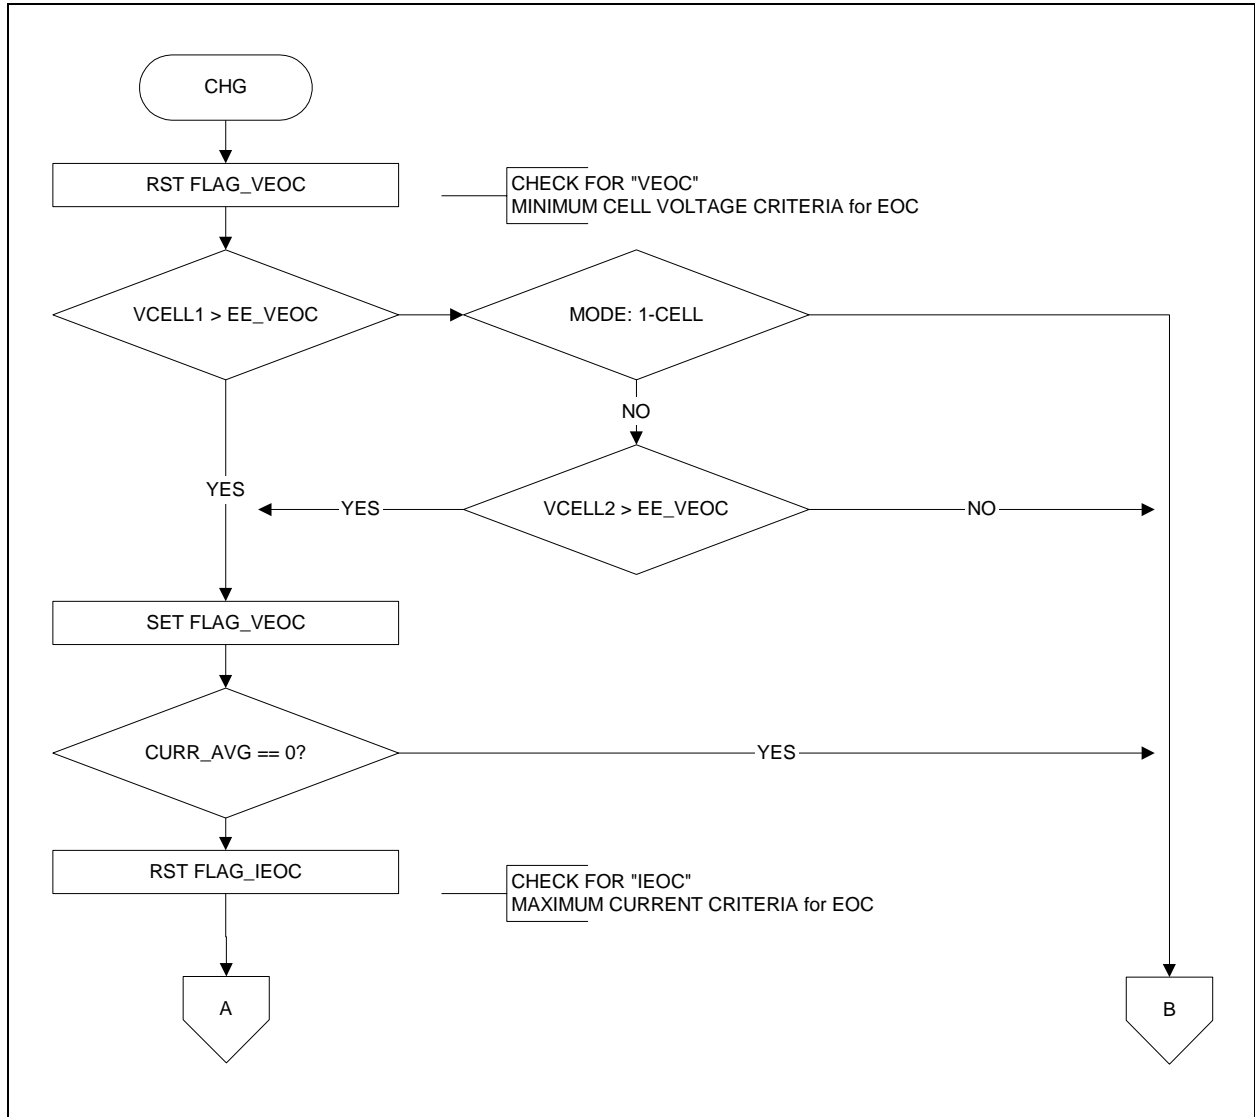 CHG
RST FLAG_VEOC
CHECK FOR "VEOC"
MINIMUM CELL VOLTAGE CRITERIA for EOC
VCELL1 > EE_VEOC
MODE: 1-CELL
NO
YES
YES
VCELL2 > EE_VEOC
NO
SET FLAG_VEOC
CURR_AVG == 0?
YES
RST FLAG_IEOC
CHECK FOR "IEOC"
MAXIMUM CURRENT CRITERIA for EOC
A
B